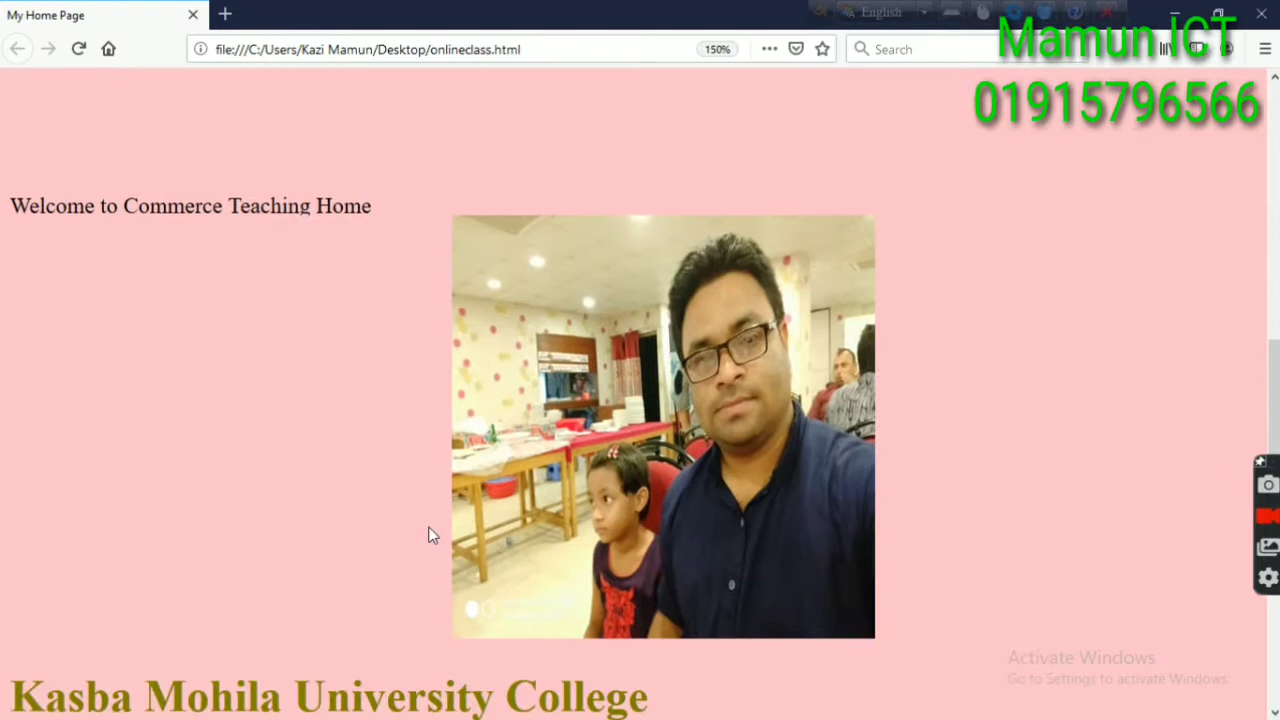 My Home Page
English
file:///C:/Users/Kazi Mamun/Desktop/onlineclass.html
150%
Search
Mamun ICT
01915796566
Welcome to Commerce Teaching Home
Kasba Mohila University College
Activate Windows
Go to Settings to activate Windows.